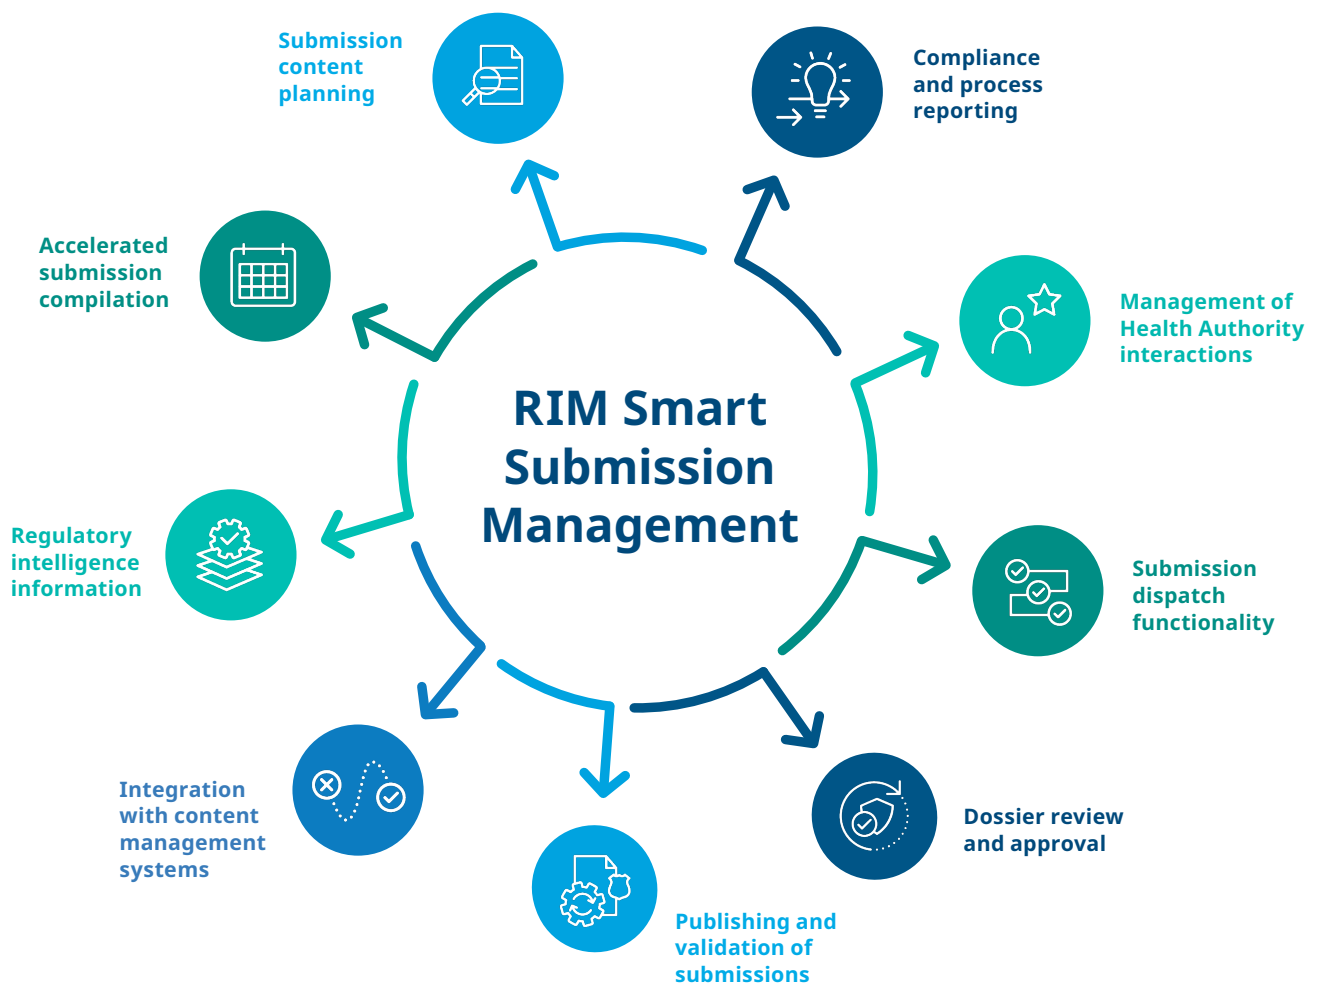 Submission
content
planning
Compliance
and process
reporting
Accelerated
submission
compilation
Management of
Health Authority
interactions
RIM Smart
Submission
Management
Regulatory
intelligence
information
Submission
dispatch
functionality
Integration
with content
management
systems
Dossier review
and approval
Publishing and
validation of
submissions